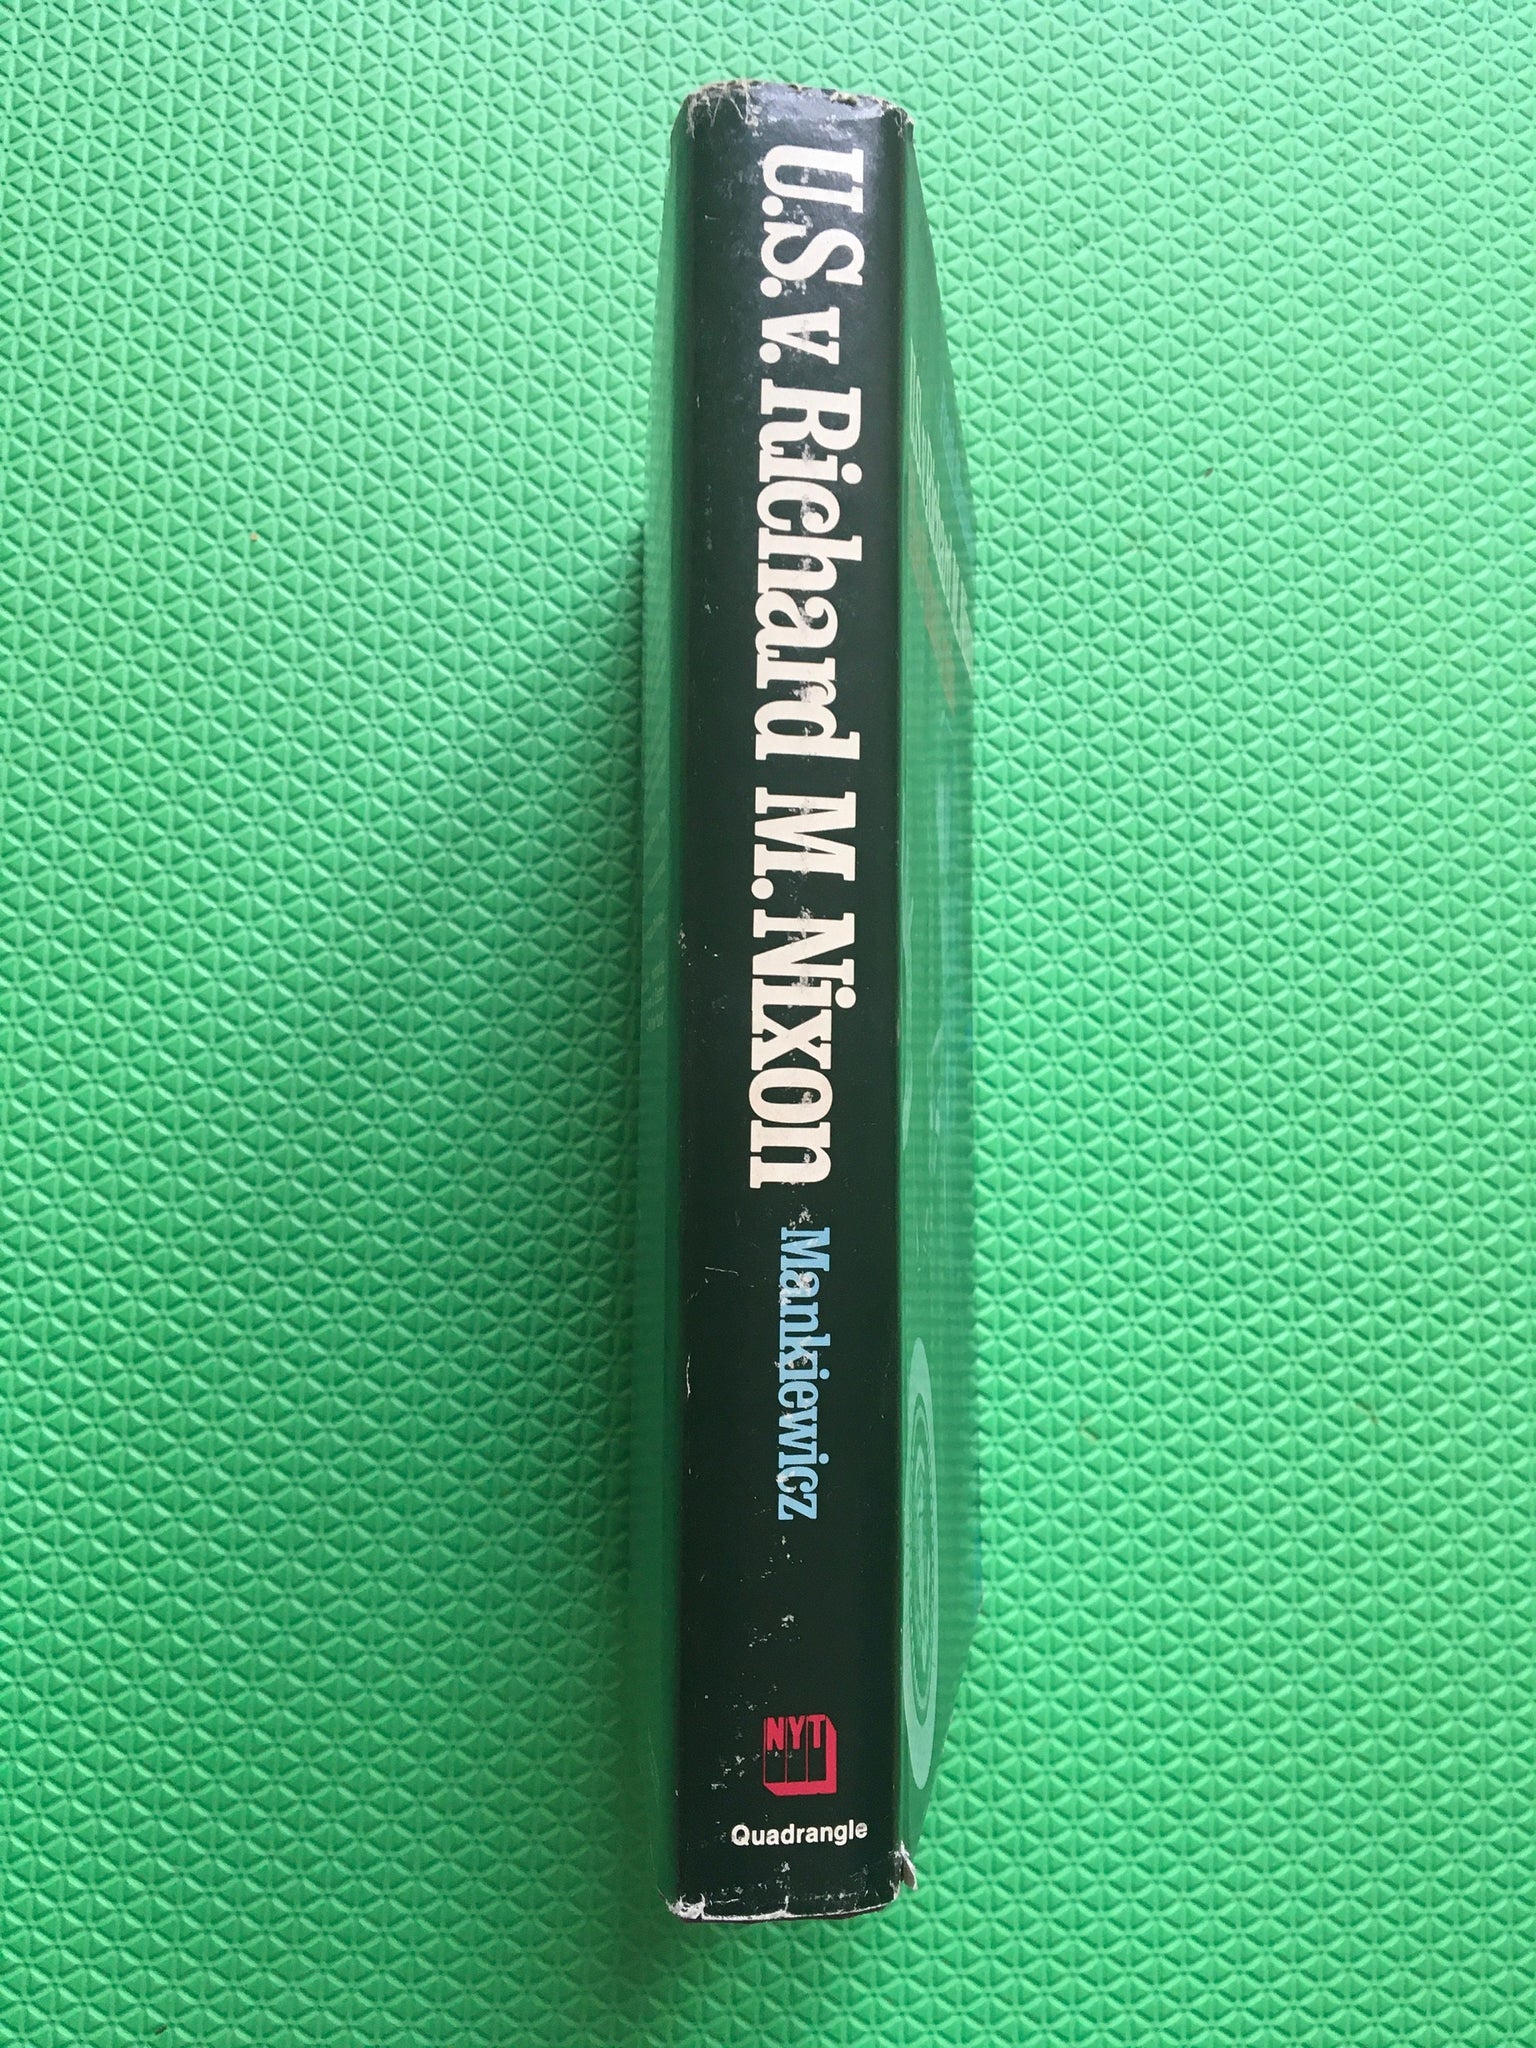 U.S. v. Richard M. Nixon
Mankiewicz
NYT
Quadrangle